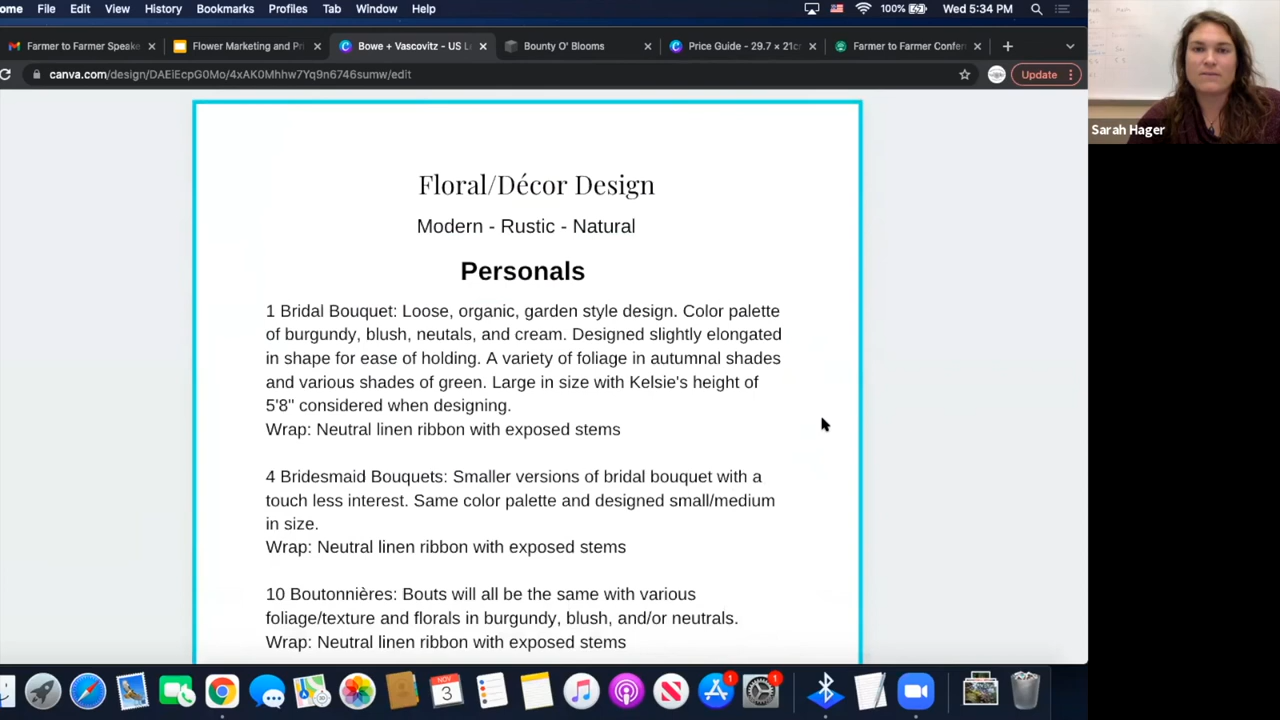 ome File Edit View History Bookmarks Profiles Tab Window Help 100% Wed 5:34 PM
Farmer to Farmer Speake Flower Marketing and Pri Bowe + Vascovitz - US Le Bounty O' Blooms Price Guide - 29.7 x 21c Farmer to Farmer Confer
canva.com/design/DAEiEcpG0Mo/4xAK0Mhhw7Yq9n6746sumw/edit Update
Sarah Hager
Floral/Décor Design
Modern - Rustic - Natural
Personals
1 Bridal Bouquet: Loose, organic, garden style design. Color palette
of burgundy, blush, neutals, and cream. Designed slightly elongated
in shape for ease of holding. A variety of foliage in autumnal shades
and various shades of green. Large in size with Kelsie's height of
5'8" considered when designing.
Wrap: Neutral linen ribbon with exposed stems
4 Bridesmaid Bouquets: Smaller versions of bridal bouquet with a
touch less interest. Same color palette and designed small/medium
in size.
Wrap: Neutral linen ribbon with exposed stems
10 Boutonnières: Bouts will all be the same with various
foliage/texture and florals in burgundy, blush, and/or neutrals.
Wrap: Neutral linen ribbon with exposed stems
NOV
3
1
1